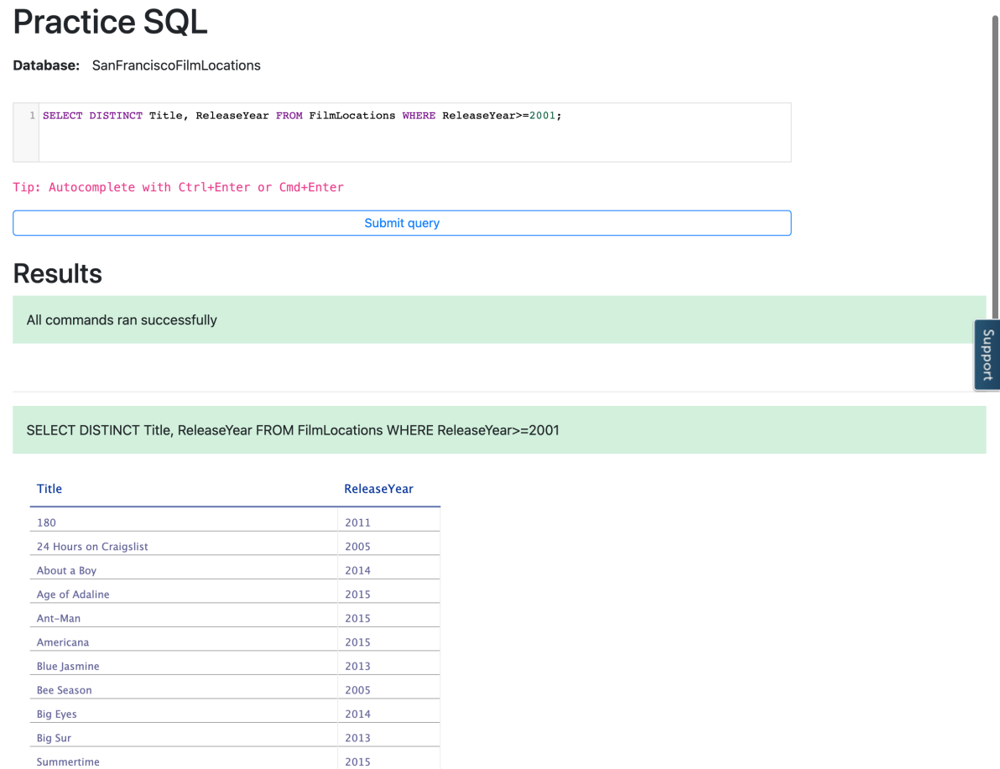 Practice SQL
Database: SanFranciscoFilmLocations
1 SELECT DISTINCT Title, ReleaseYear FROM FilmLocations WHERE ReleaseYear>=2001;
Tip: Autocomplete with Ctrl+Enter or Cmd+Enter
Submit query
Results
All commands ran successfully
Support
SELECT DISTINCT Title, ReleaseYear FROM FilmLocations WHERE ReleaseYear>=2001
Title ReleaseYear
180 2011
24 Hours on Craigslist 2005
About a Boy 2014
Age of Adaline 2015
Ant-Man 2015
Americana 2015
Blue Jasmine 2013
Bee Season 2005
Big Eyes 2014
Big Sur 2013
Summertime 2015